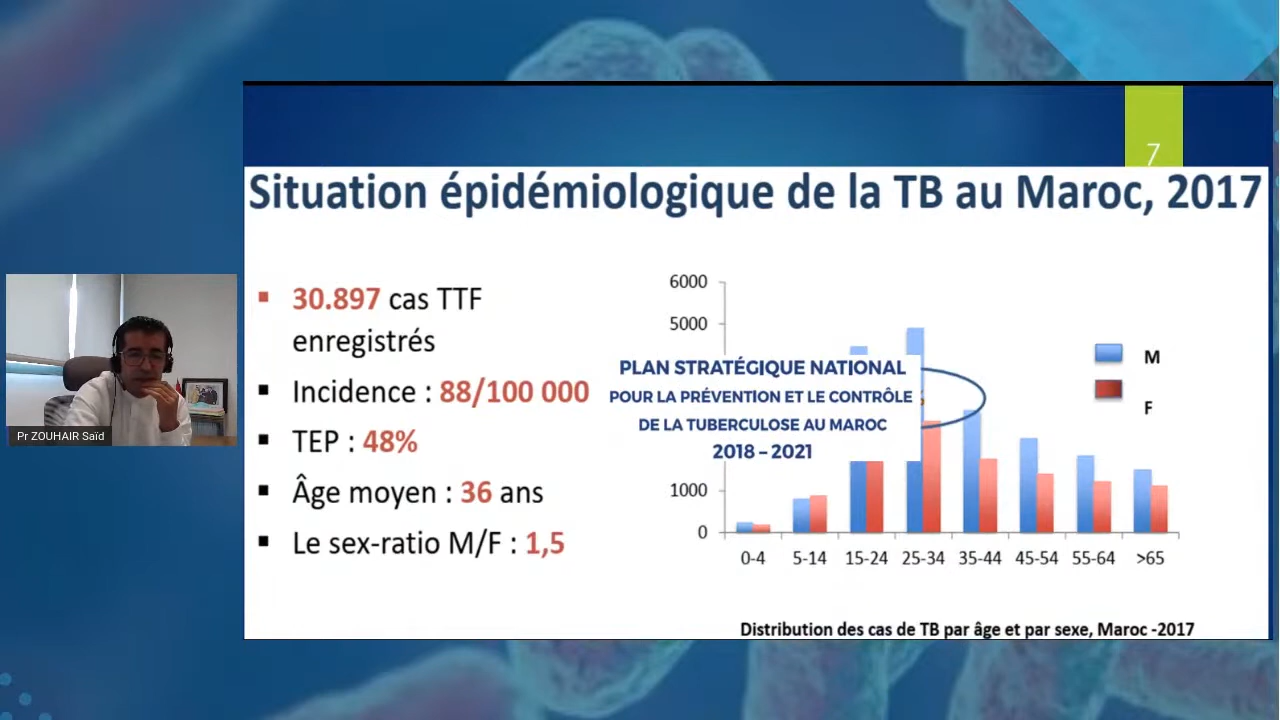 7
Situation épidémiologique de la TB au Maroc, 2017
30.897 cas TTF
enregistrés
Incidence : 88/100 000
TEP : 48%
Âge moyen : 36 ans
Le sex-ratio M/F : 1,5
6000
5000
PLAN STRATÉGIQUE NATIONAL
POUR LA PRÉVENTION ET LE CONTRÔLE
DE LA TUBERCULOSE AU MAROC
2018 – 2021
M
F
1000
0
0-4 5-14 15-24 25-34 35-44 45-54 55-64 >65
Distribution des cas de TB par âge et par sexe, Maroc -2017
Pr ZOUHAIR Saïd